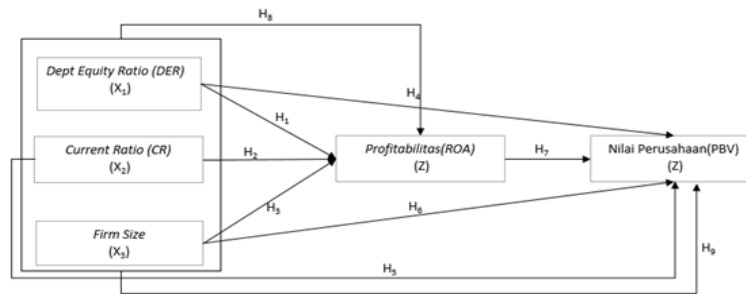 H₈
Dept Equity Ratio (DER)
(X₁)
H₄
H₁
Current Ratio (CR)
(X₂)
H₂
Profitabilitas(ROA)
(Z)
H₇
Nilai Perusahaan(PBV)
(Z)
H₃
H₆
Firm Size
(X₃)
H₉
H₅